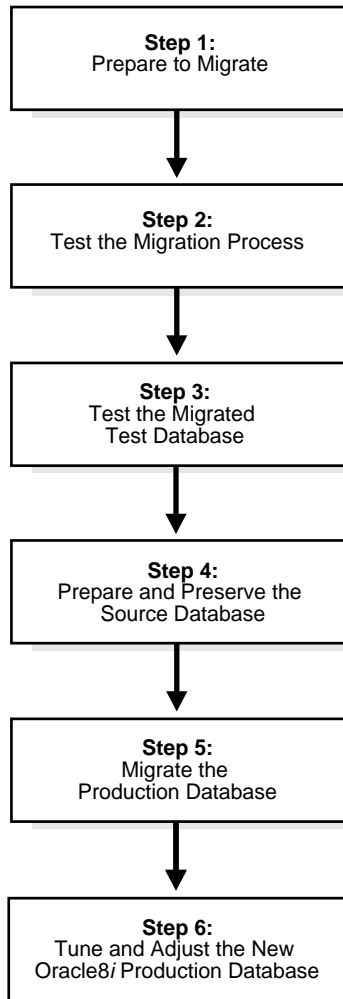 Step 1:
Prepare to Migrate
Step 2:
Test the Migration Process
Step 3:
Test the Migrated
Test Database
Step 4:
Prepare and Preserve the
Source Database
Step 5:
Migrate the
Production Database
Step 6:
Tune and Adjust the New
Oracle8i Production Database